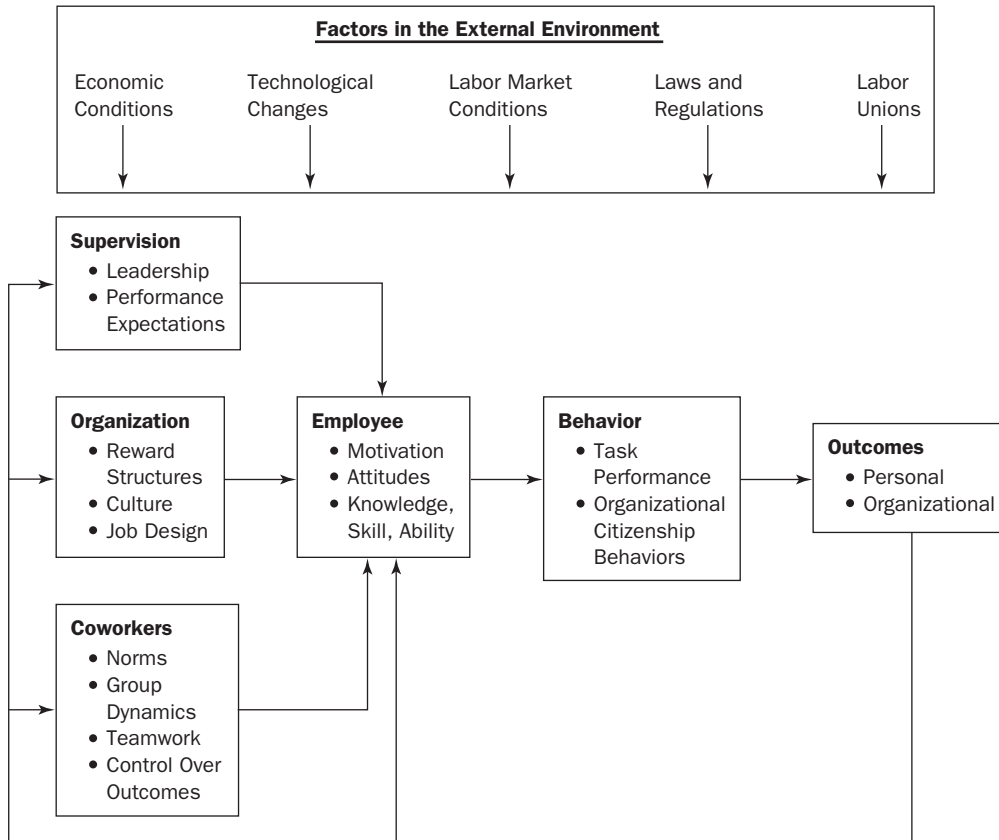 Factors in the External Environment
Economic
Conditions
Technological
Changes
Labor Market
Conditions
Laws and
Regulations
Labor
Unions
Supervision
• Leadership
• Performance
Expectations
Organization
• Reward
Structures
• Culture
• Job Design
Employee
• Motivation
• Attitudes
• Knowledge,
Skill, Ability
Behavior
• Task
Performance
• Organizational
Citizenship
Behaviors
Outcomes
• Personal
• Organizational
Coworkers
• Norms
• Group
Dynamics
• Teamwork
• Control Over
Outcomes